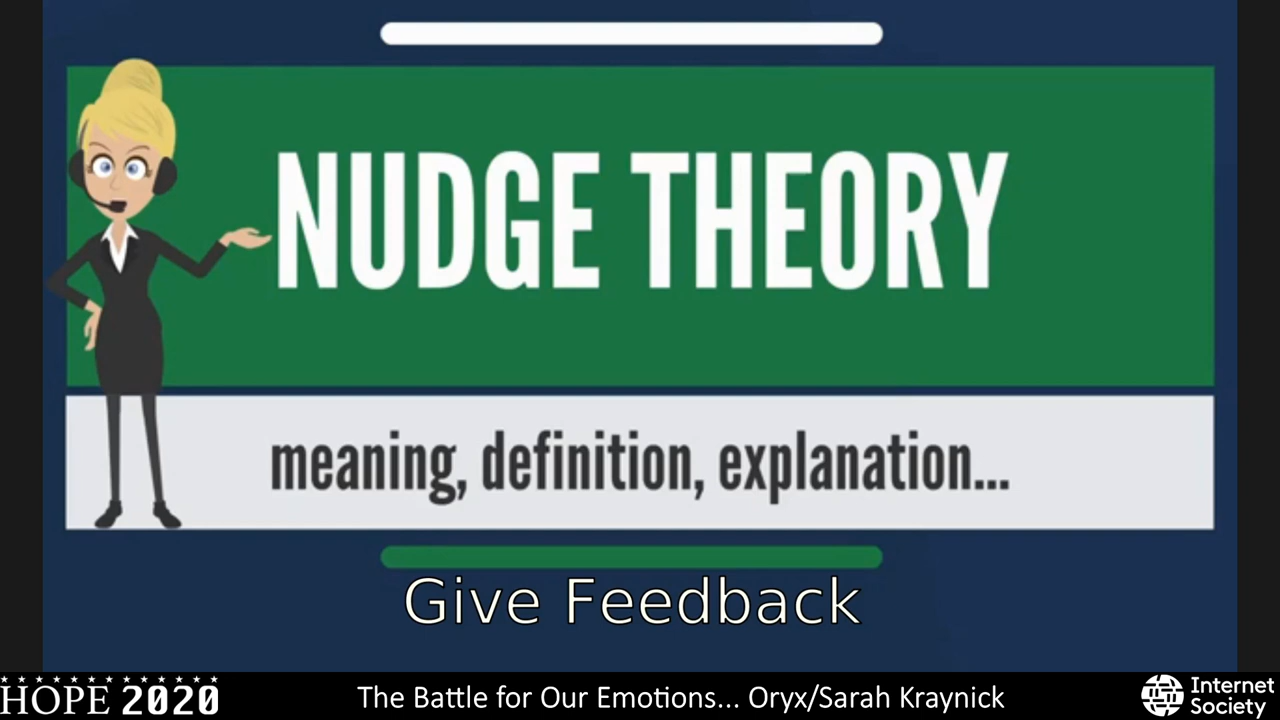 NUDGE THEORY
meaning, definition, explanation...
Give Feedback
HOPE 2020
The Battle for Our Emotions... Oryx/Sarah Kraynick
Internet
Society